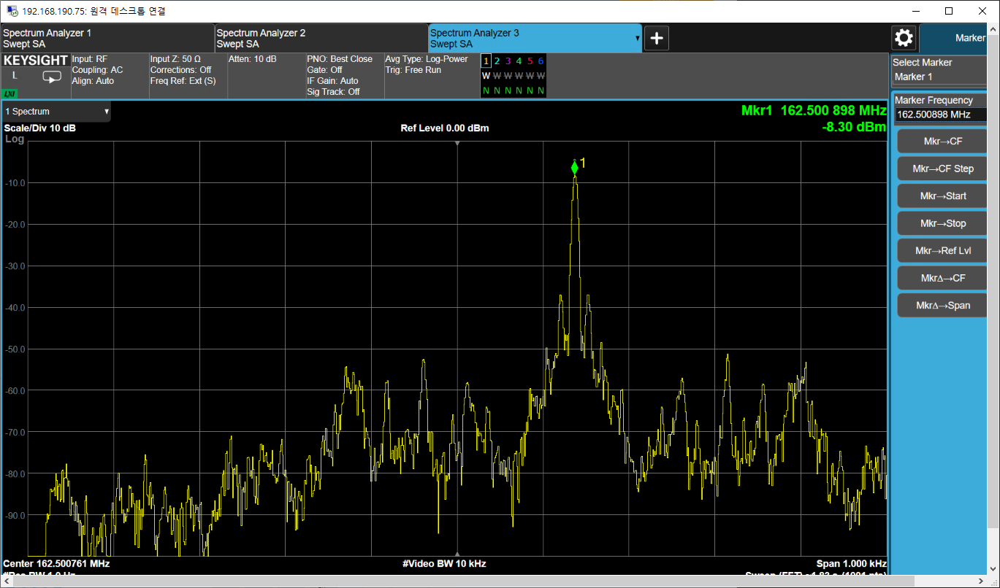 192.168.190.75: 원격 데스크톱 연결
Spectrum Analyzer 1
Swept SA
Spectrum Analyzer 2
Swept SA
Spectrum Analyzer 3
Swept SA
Marker
KEYSIGHT
L
LXI
Input: RF
Coupling: AC
Align: Auto
Input Z: 50 Ω
Corrections: Off
Freq Ref: Ext (S)
Atten: 10 dB
PNO: Best Close
Gate: Off
IF Gain: Auto
Sig Track: Off
Avg Type: Log-Power
Trig: Free Run
1 2 3 4 5 6
W W W W W W
N N N N N N
Select Marker
Marker 1
Marker Frequency
162.500898 MHz
Mkr→CF
Mkr→CF Step
Mkr→Start
Mkr→Stop
Mkr→Ref Lvl
MkrΔ→CF
MkrΔ→Span
1 Spectrum
Scale/Div 10 dB
Log
Ref Level 0.00 dBm
Mkr1 162.500 898 MHz
-8.30 dBm
1
-10.0
-20.0
-30.0
-40.0
-50.0
-60.0
-70.0
-80.0
-90.0
Center 162.500761 MHz
#Video BW 10 kHz
Span 1.000 kHz
#Res BW 1.0 Hz
Sweep (FFT) ~1.83 s (1001 pts)